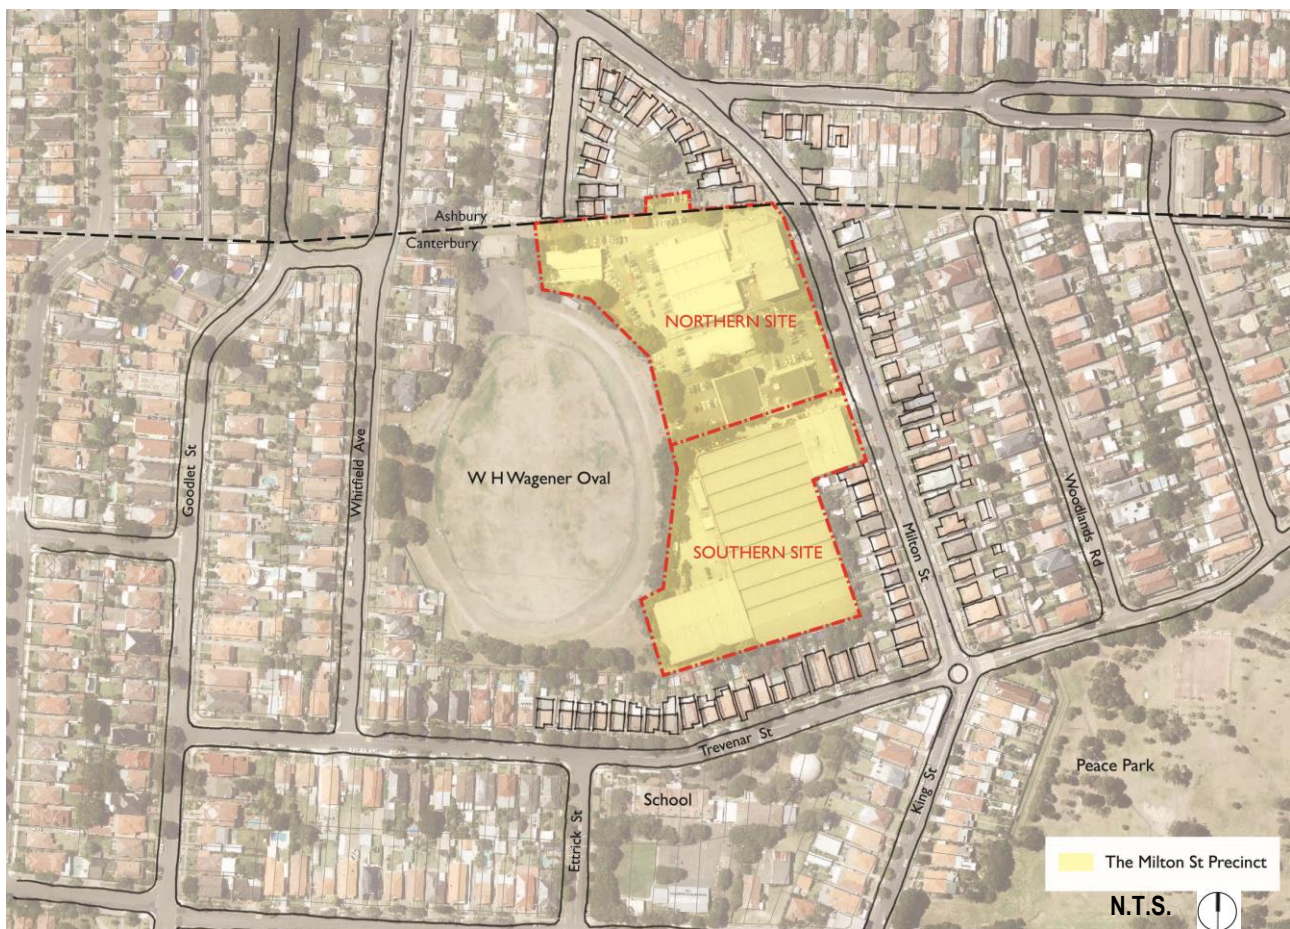 Ashbury
Canterbury
NORTHERN SITE
Goodlet St
Whitfield Ave
W H Wagener Oval
SOUTHERN SITE
Milton St
Woodlands Rd
Trevenar St
Ettrick St
School
King St
Peace Park
The Milton St Precinct
N.T.S.